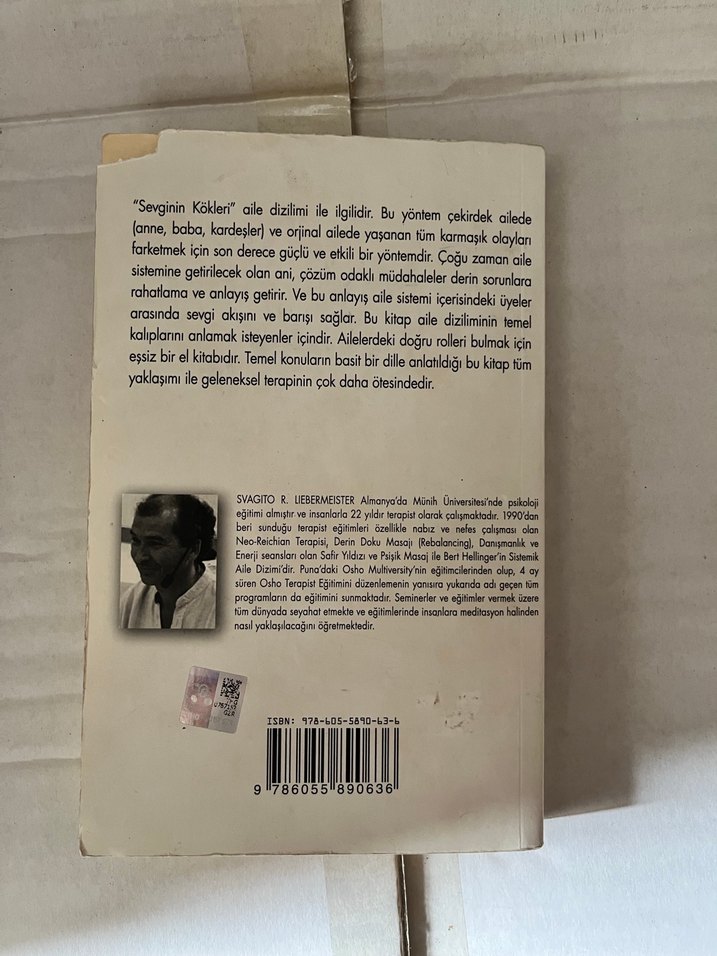 "Sevginin Kökleri" aile dizilimi ile ilgilidir. Bu yöntem çekirdek ailede
(anne, baba, kardeşler) ve orjinal ailede yaşanan tüm karmaşık olayları
farketmek için son derece güçlü ve etkili bir yöntemdir. Çoğu zaman aile
sistemine getirilecek olan ani, çözüm odaklı müdahaleler derin sorunlara
rahatlama ve anlayış getirir. Ve bu anlayış aile sistemi içerisindeki üyeler
arasında sevgi akışını ve barışı sağlar. Bu kitap aile diziliminin temel
kalıplarını anlamak isteyenler içindir. Ailelerdeki doğru rolleri bulmak için
eşsiz bir el kitabıdır. Temel konuların basit bir dille anlatıldığı bu kitap tüm
yaklaşımı ile geleneksel terapinin çok daha ötesindedir.
SVAGITO R. LIEBERMEISTER Almanya'da Münih Üniversitesi'nde psikoloji
eğitimi almıştır ve insanlarla 22 yıldır terapist olarak çalışmaktadır. 1990'dan
beri sunduğu terapist eğitimleri özellikle nabız ve nefes çalışması olan
Neo-Reichian Terapisi, Derin Doku Masajı (Rebalancing), Danışmanlık ve
Enerji seansları olan Safir Yıldızı ve Psişik Masaj ile Bert Hellinger'in Sistemik
Aile Dizimi'dir. Puna'daki Osho Multiversity'nin eğitimcilerinden olup, 4 ay
süren Osho Terapist Eğitimini düzenlemenin yanısıra yukarıda adı geçen tüm
programların da eğitimini sunmaktadır. Seminerler ve eğitimler vermek üzere
tüm dünyada seyahat etmekte ve eğitimlerinde insanlara meditasyon halinden
nasıl yaklaşılacağını öğretmektedir.
ISBN: 978-605-5890-63-6
9 786055 890636